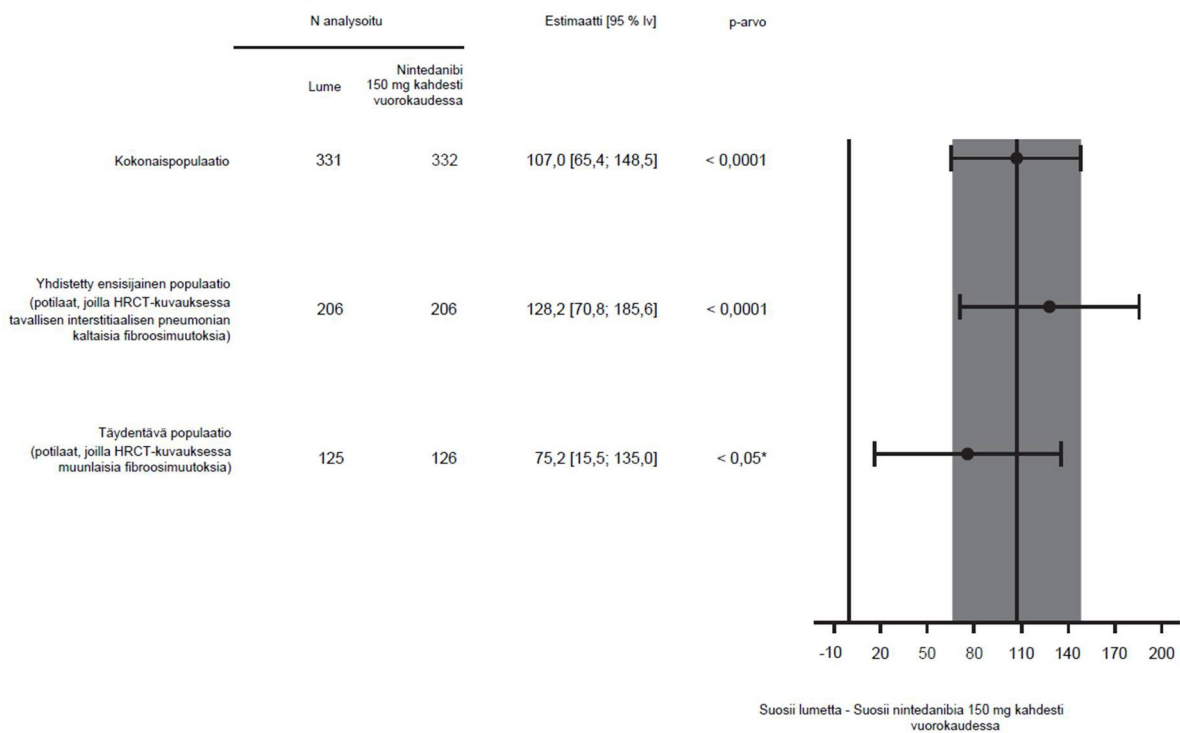 N analysoitu Estimaatti [95 % lv] p-arvo
Lume Nintedanibi
150 mg kahdesti
vuorokaudessa
Kokonaispopulaatio 331 332 107,0 [65,4; 148,5] < 0,0001
Yhdistetty ensisijainen populaatio
(potilaat, joilla HRCT-kuvauksessa
tavallisen interstitiaalisen pneumonian
kaltaisia fibroosimuutoksia)
206 206 128,2 [70,8; 185,6] < 0,0001
Täydentävä populaatio
(potilaat, joilla HRCT-kuvauksessa
muunlaisia fibroosimuutoksia)
125 126 75,2 [15,5; 135,0] < 0,05*
-10 20 50 80 110 140 170 200
Suosii lumetta - Suosii nintedanibia 150 mg kahdesti
vuorokaudessa